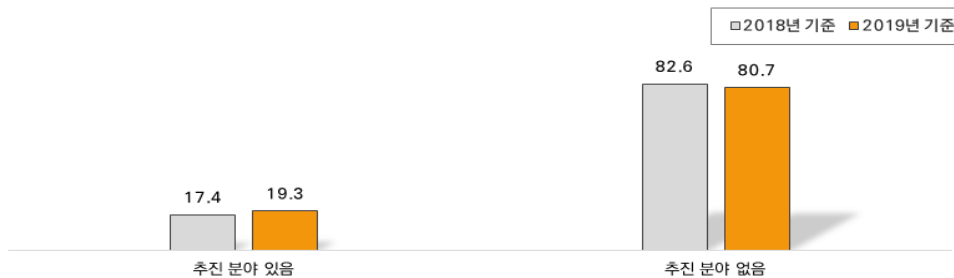 2018년 기준 2019년 기준
82.6 80.7
17.4 19.3
추진 분야 있음 추진 분야 없음